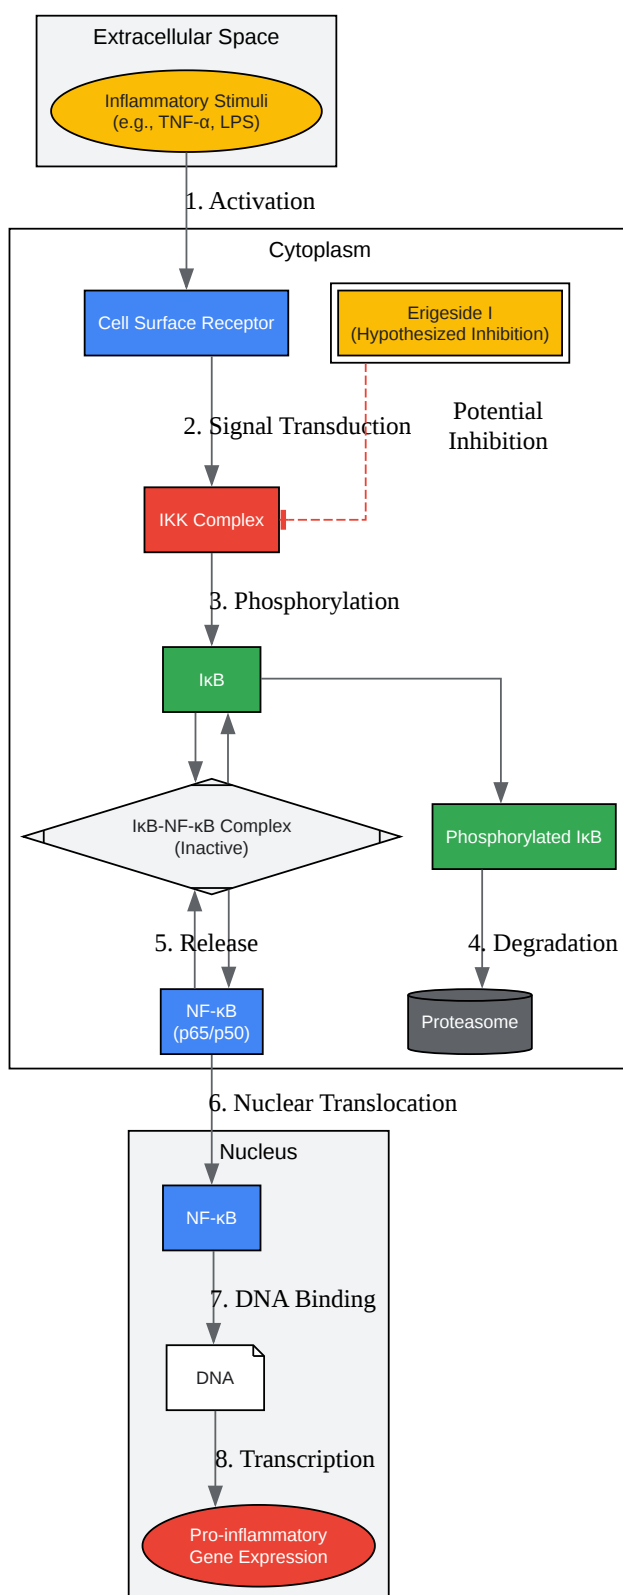 Extracellular Space
Inflammatory Stimuli
(e.g., TNF-α, LPS)
1. Activation
Cytoplasm
Cell Surface Receptor
Erigeside I
(Hypothesized Inhibition)
2. Signal Transduction
Potential
Inhibition
IKK Complex
3. Phosphorylation
IκB
IκB-NF-κB Complex
(Inactive)
Phosphorylated IκB
5. Release
4. Degradation
NF-κB
(p65/p50)
Proteasome
6. Nuclear Translocation
Nucleus
NF-κB
7. DNA Binding
DNA
8. Transcription
Pro-inflammatory
Gene Expression